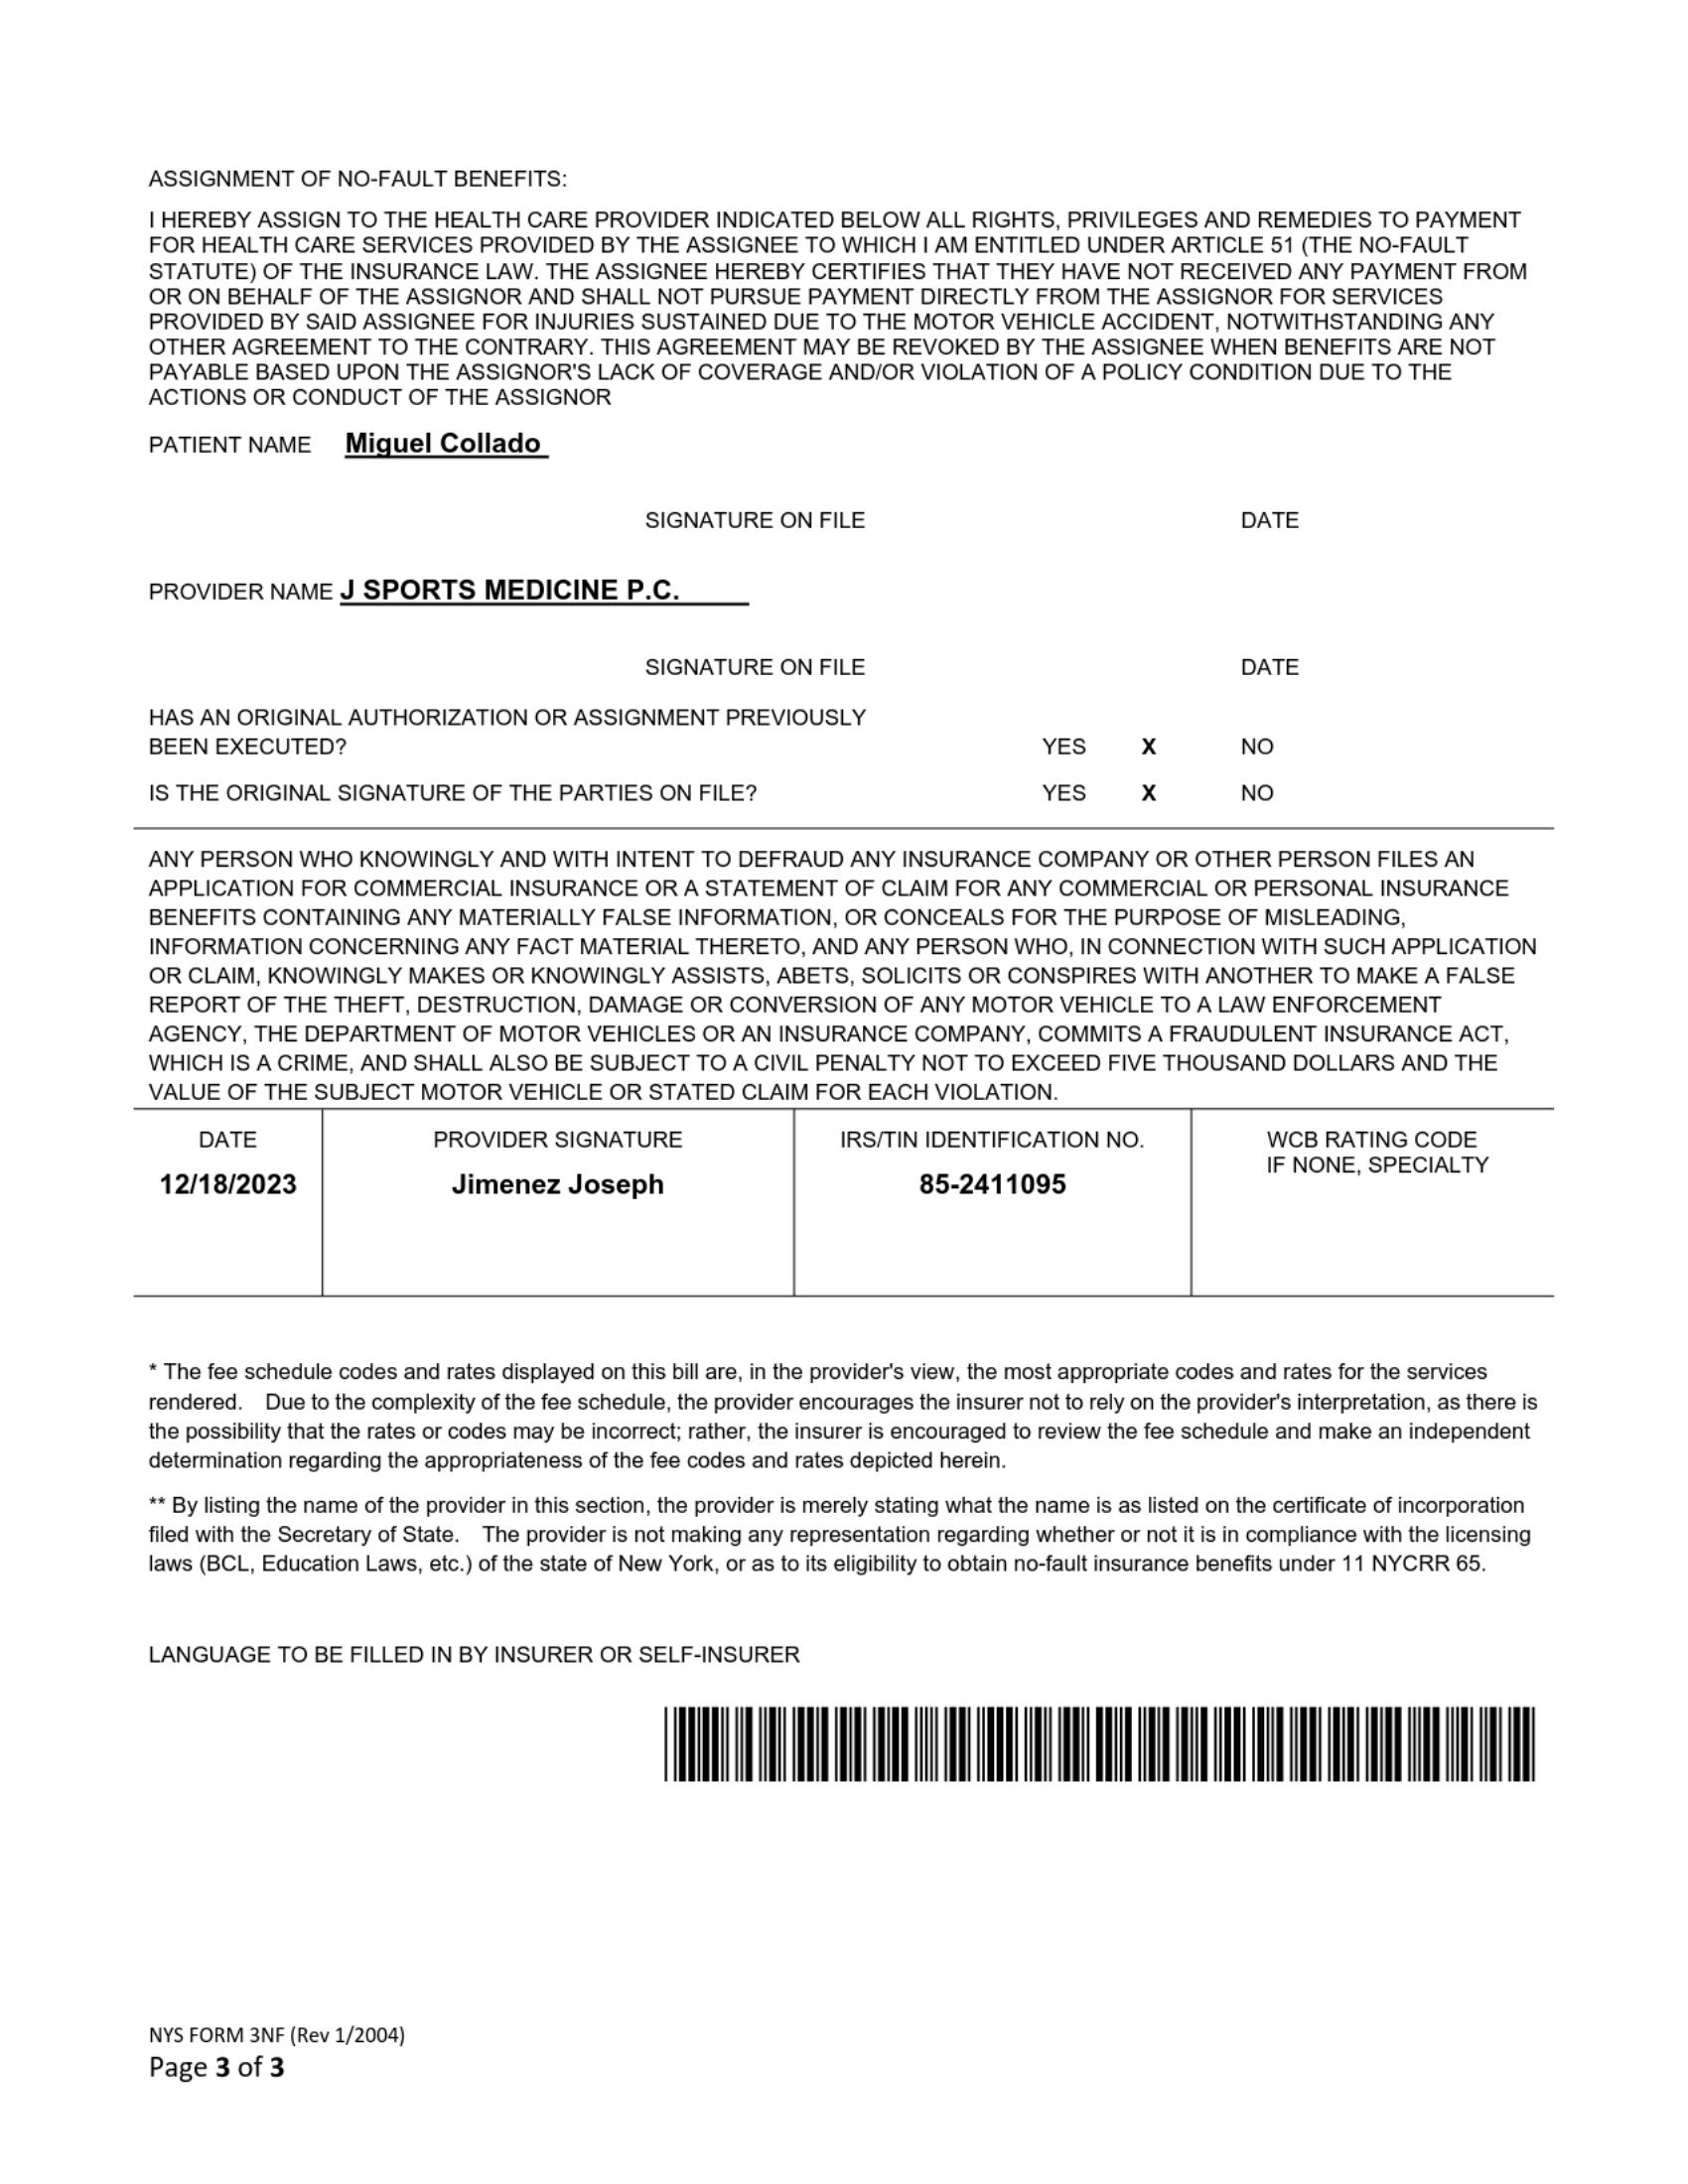 ASSIGNMENT OF NO-FAULT BENEFITS:
I HEREBY ASSIGN TO THE HEALTH CARE PROVIDER INDICATED BELOW ALL RIGHTS, PRIVILEGES AND REMEDIES TO PAYMENT
FOR HEALTH CARE SERVICES PROVIDED BY THE ASSIGNEE TO WHICH I AM ENTITLED UNDER ARTICLE 51 (THE NO-FAULT
STATUTE) OF THE INSURANCE LAW. THE ASSIGNEE HEREBY CERTIFIES THAT THEY HAVE NOT RECEIVED ANY PAYMENT FROM
OR ON BEHALF OF THE ASSIGNOR AND SHALL NOT PURSUE PAYMENT DIRECTLY FROM THE ASSIGNOR FOR SERVICES
PROVIDED BY SAID ASSIGNEE FOR INJURIES SUSTAINED DUE TO THE MOTOR VEHICLE ACCIDENT, NOTWITHSTANDING ANY
OTHER AGREEMENT TO THE CONTRARY. THIS AGREEMENT MAY BE REVOKED BY THE ASSIGNEE WHEN BENEFITS ARE NOT
PAYABLE BASED UPON THE ASSIGNOR'S LACK OF COVERAGE AND/OR VIOLATION OF A POLICY CONDITION DUE TO THE
ACTIONS OR CONDUCT OF THE ASSIGNOR
PATIENT NAME Miguel Collado
SIGNATURE ON FILE DATE
PROVIDER NAME J SPORTS MEDICINE P.C.
SIGNATURE ON FILE DATE
HAS AN ORIGINAL AUTHORIZATION OR ASSIGNMENT PREVIOUSLY
BEEN EXECUTED? YES X NO
IS THE ORIGINAL SIGNATURE OF THE PARTIES ON FILE? YES X NO
ANY PERSON WHO KNOWINGLY AND WITH INTENT TO DEFRAUD ANY INSURANCE COMPANY OR OTHER PERSON FILES AN
APPLICATION FOR COMMERCIAL INSURANCE OR A STATEMENT OF CLAIM FOR ANY COMMERCIAL OR PERSONAL INSURANCE
BENEFITS CONTAINING ANY MATERIALLY FALSE INFORMATION, OR CONCEALS FOR THE PURPOSE OF MISLEADING,
INFORMATION CONCERNING ANY FACT MATERIAL THERETO, AND ANY PERSON WHO, IN CONNECTION WITH SUCH APPLICATION
OR CLAIM, KNOWINGLY MAKES OR KNOWINGLY ASSISTS, ABETS, SOLICITS OR CONSPIRES WITH ANOTHER TO MAKE A FALSE
REPORT OF THE THEFT, DESTRUCTION, DAMAGE OR CONVERSION OF ANY MOTOR VEHICLE TO A LAW ENFORCEMENT
AGENCY, THE DEPARTMENT OF MOTOR VEHICLES OR AN INSURANCE COMPANY, COMMITS A FRAUDULENT INSURANCE ACT,
WHICH IS A CRIME, AND SHALL ALSO BE SUBJECT TO A CIVIL PENALTY NOT TO EXCEED FIVE THOUSAND DOLLARS AND THE
VALUE OF THE SUBJECT MOTOR VEHICLE OR STATED CLAIM FOR EACH VIOLATION.
DATE PROVIDER SIGNATURE IRS/TIN IDENTIFICATION NO. WCB RATING CODE
IF NONE, SPECIALTY
12/18/2023 Jimenez Joseph 85-2411095
* The fee schedule codes and rates displayed on this bill are, in the provider's view, the most appropriate codes and rates for the services
rendered. Due to the complexity of the fee schedule, the provider encourages the insurer not to rely on the provider's interpretation, as there is
the possibility that the rates or codes may be incorrect; rather, the insurer is encouraged to review the fee schedule and make an independent
determination regarding the appropriateness of the fee codes and rates depicted herein.
** By listing the name of the provider in this section, the provider is merely stating what the name is as listed on the certificate of incorporation
filed with the Secretary of State. The provider is not making any representation regarding whether or not it is in compliance with the licensing
laws (BCL, Education Laws, etc.) of the state of New York, or as to its eligibility to obtain no-fault insurance benefits under 11 NYCRR 65.
LANGUAGE TO BE FILLED IN BY INSURER OR SELF-INSURER
NYS FORM 3NF (Rev 1/2004)
Page 3 of 3